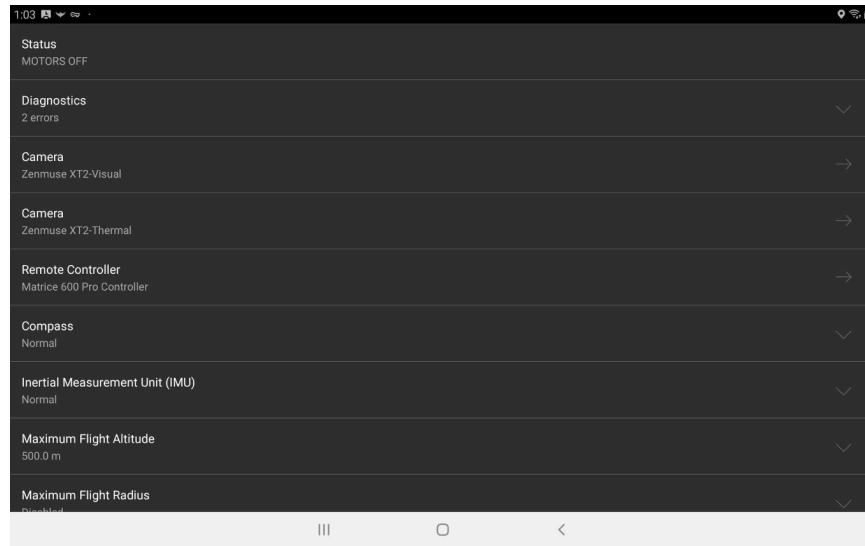 1:03
Status
MOTORS OFF
Diagnostics
2 errors
Camera
Zenmuse XT2-Visual
Camera
Zenmuse XT2-Thermal
Remote Controller
Matrice 600 Pro Controller
Compass
Normal
Inertial Measurement Unit (IMU)
Normal
Maximum Flight Altitude
500.0 m
Maximum Flight Radius
Disabled